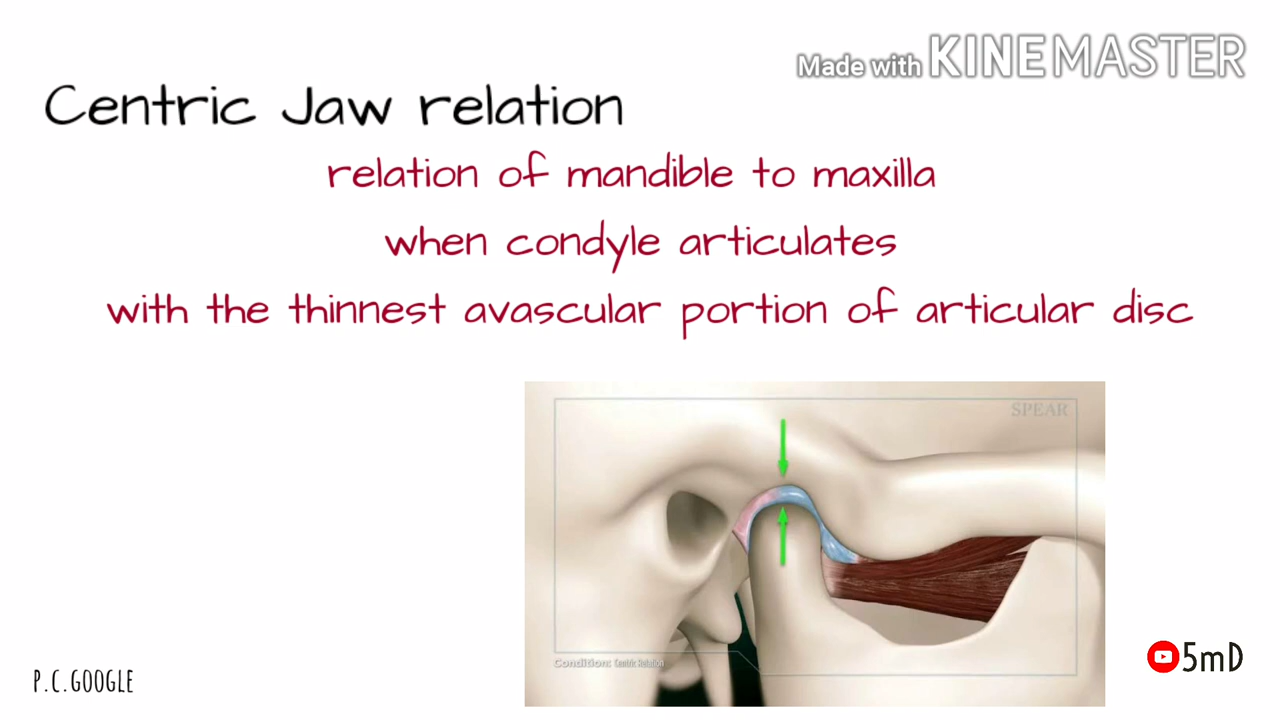 Made with KINEMASTER
Centric Jaw relation
relation of mandible to maxilla
when condyle articulates
with the thinnest avascular portion of articular disc
SPEAR
Condition: Centric Relation
P.C.GOOGLE
5mD